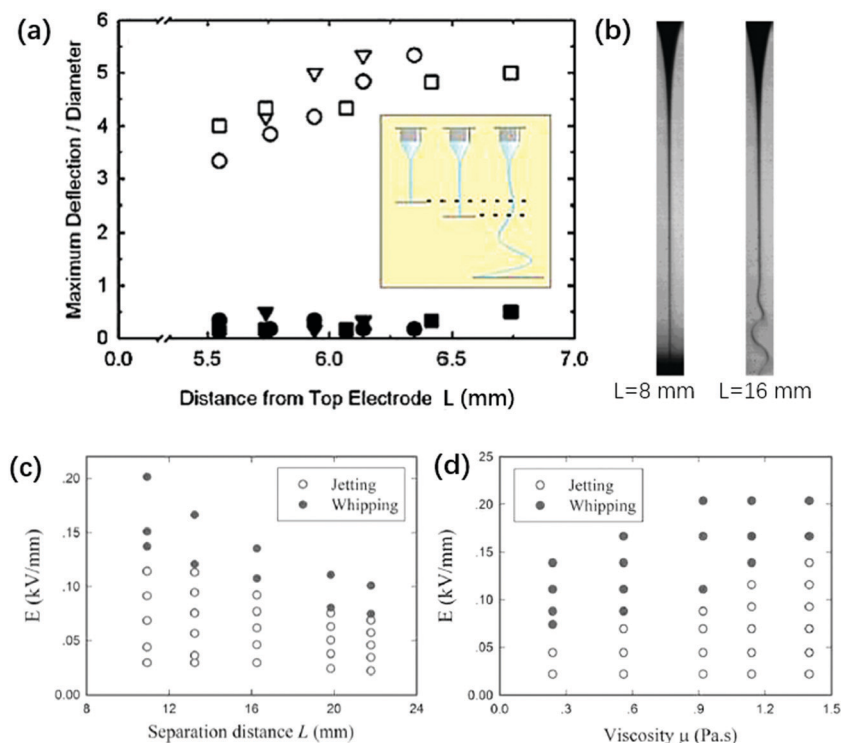 (a)
6
5
4
3
2
1
0
Maximum Deflection / Diameter
0.0 5.5 6.0 6.5 7.0
Distance from Top Electrode L (mm)
(b)
L=8 mm L=16 mm
(c)
.20
.15
.10
.05
0.00
E (kV/mm)
Jetting
Whipping
8 12 16 20 24
Separation distance L (mm)
(d)
.25
.20
.15
.10
.05
0.00
E (kV/mm)
Jetting
Whipping
0.0 .3 .6 .9 1.2 1.5
Viscosity μ (Pa.s)